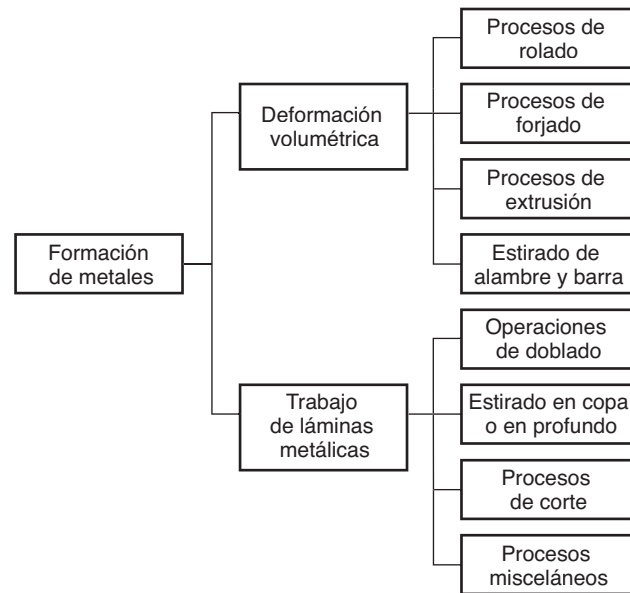 Procesos de
rolado
Deformación
volumétrica
Procesos de
forjado
Procesos de
extrusión
Formación
de metales
Estirado de
alambre y barra
Operaciones
de doblado
Trabajo
de láminas
metálicas
Estirado en copa
o en profundo
Procesos
de corte
Procesos
misceláneos